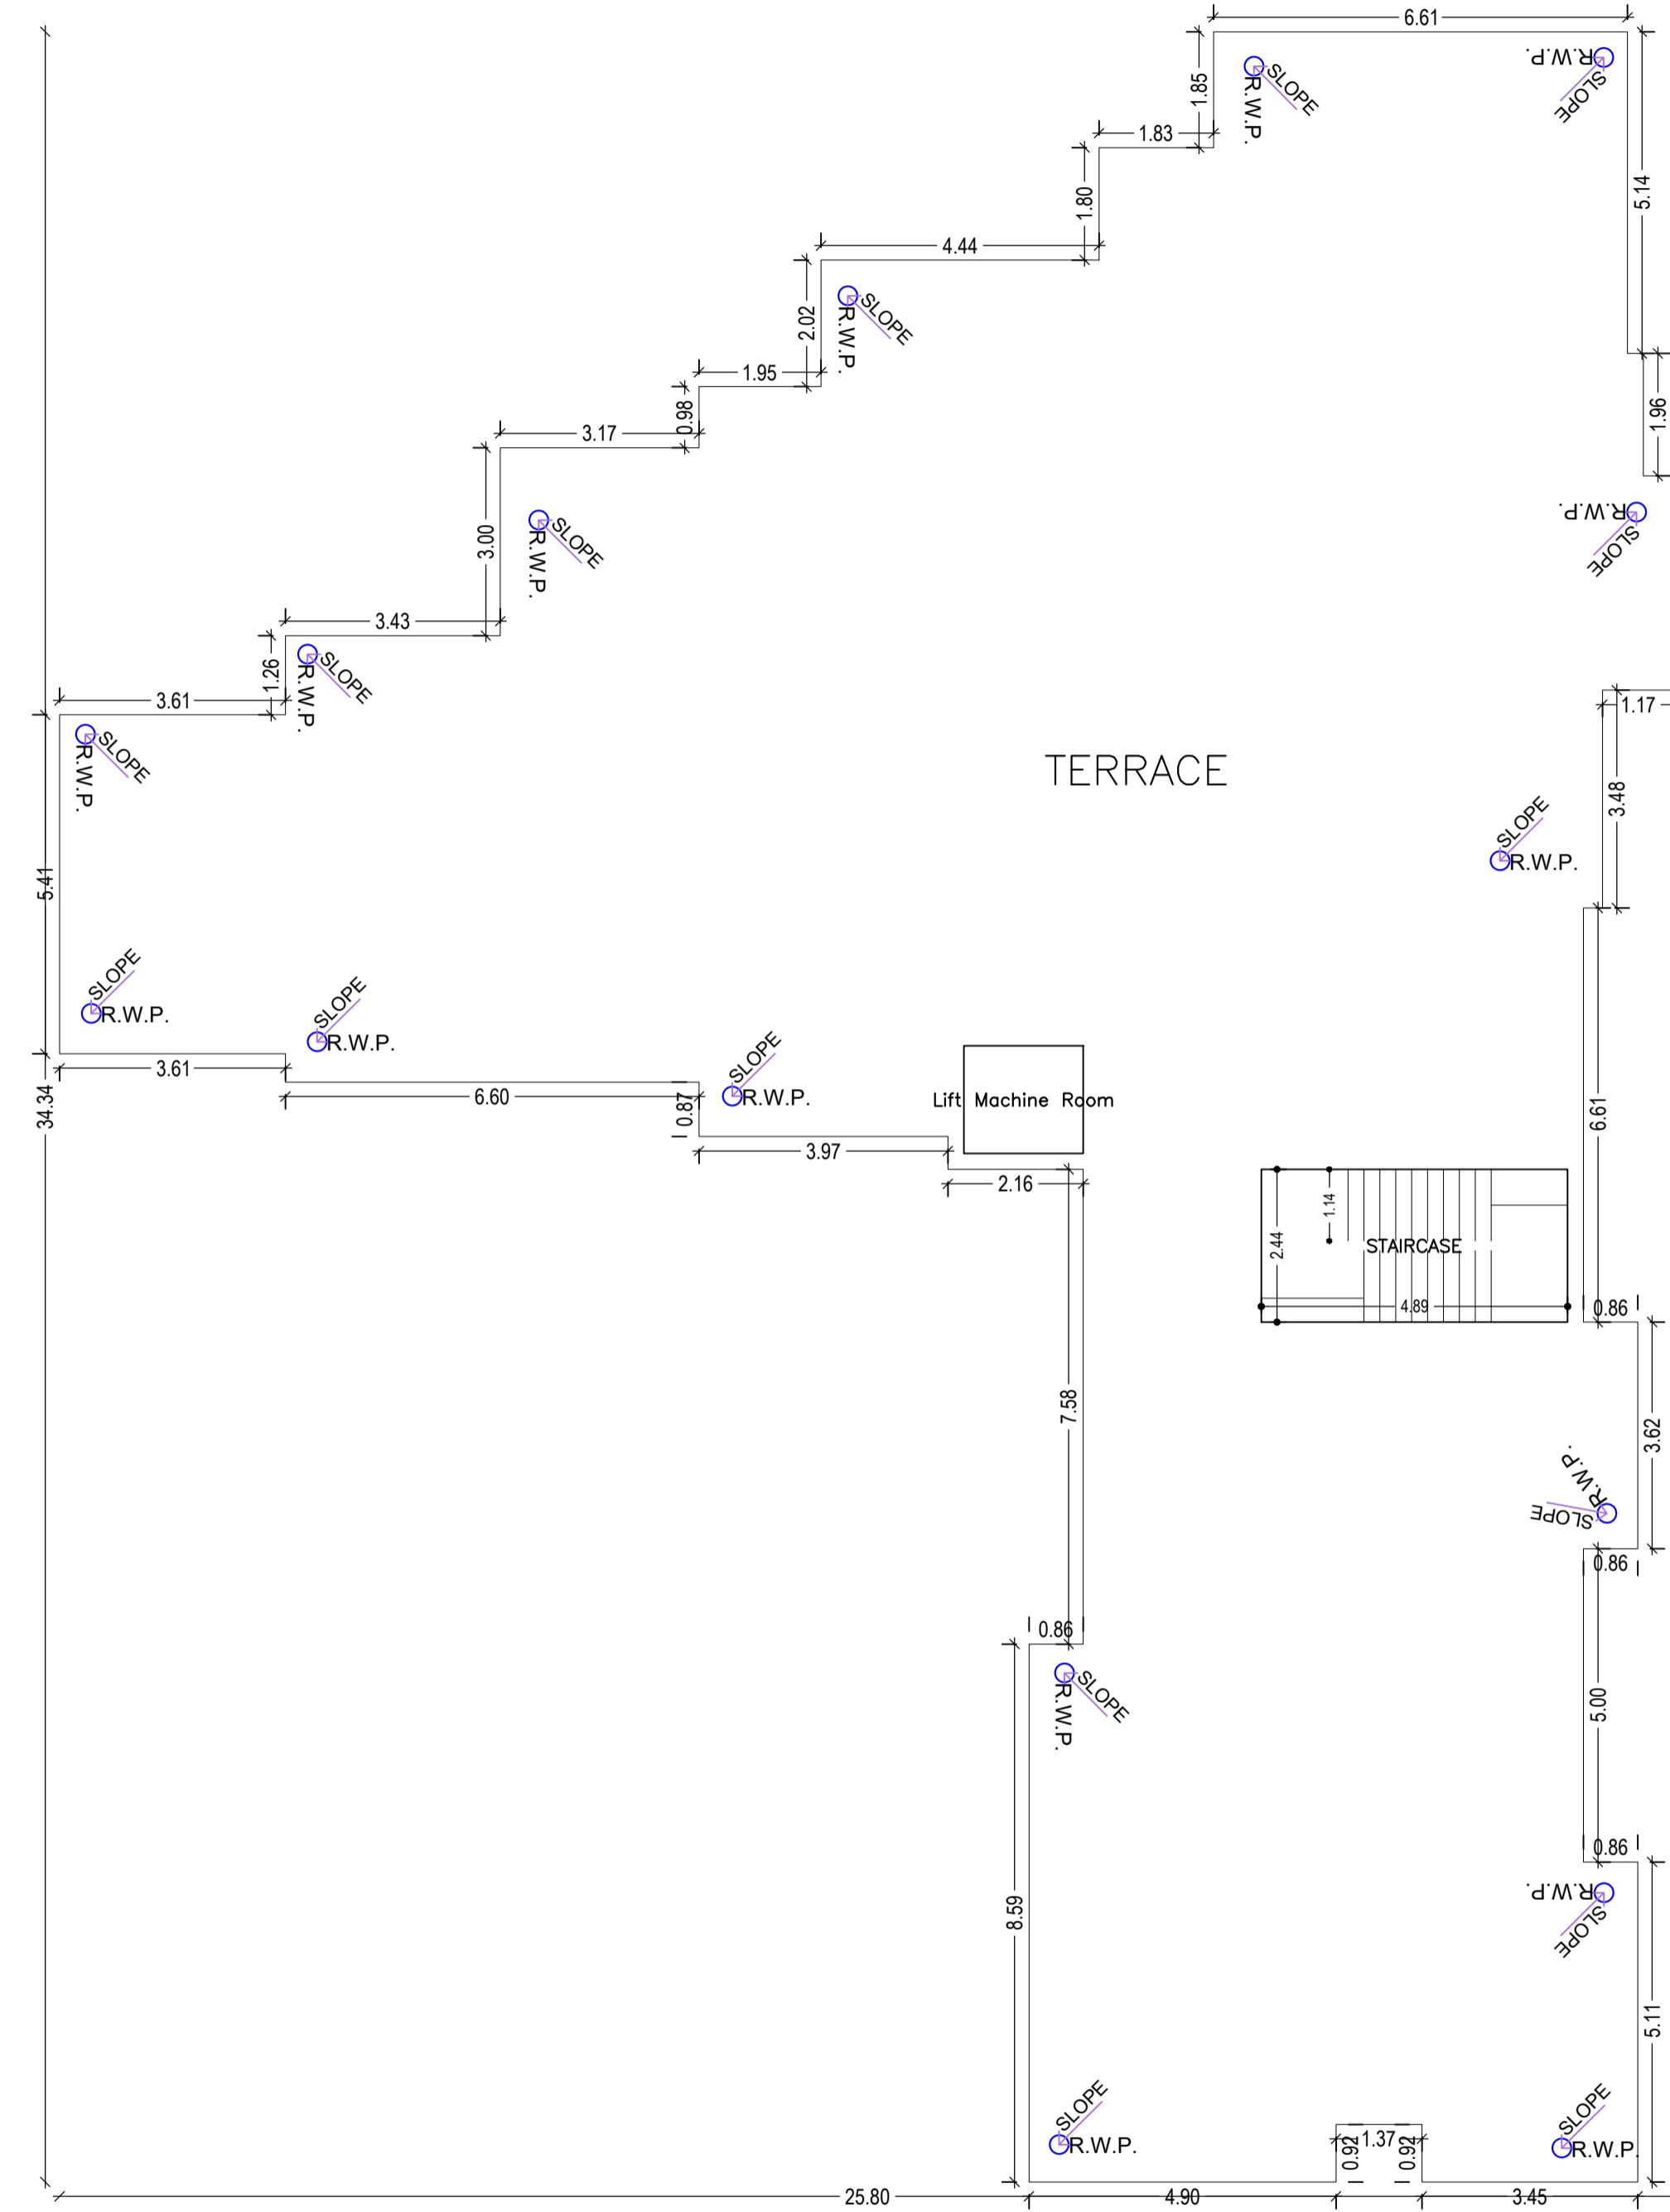 6.61
R.W.P.
SLOPE
SLOPE
R.W.P.
1.85
1.83
5.14
1.80
4.44
SLOPE
R.W.P.
2.02
1.95
0.98
1.96
3.17
R.W.P.
SLOPE
SLOPE
R.W.P.
3.00
3.43
SLOPE
R.W.P.
1.26
3.61
1.17
SLOPE
R.W.P.
TERRACE
3.48
SLOPE
R.W.P.
5.41
SLOPE
R.W.P.
SLOPE
R.W.P.
SLOPE
R.W.P.
3.61
6.60
0.87
Lift Machine Room
34.34
6.61
3.97
2.16
1.14
2.44
STAIRCASE
4.89
0.86
7.58
3.62
R.W.P.
SLOPE
0.86
0.86
SLOPE
R.W.P.
5.00
0.86
8.59
R.W.P.
SLOPE
5.11
SLOPE
R.W.P.
SLOPE
R.W.P.
0.92
1.37
0.92
25.80
4.90
3.45